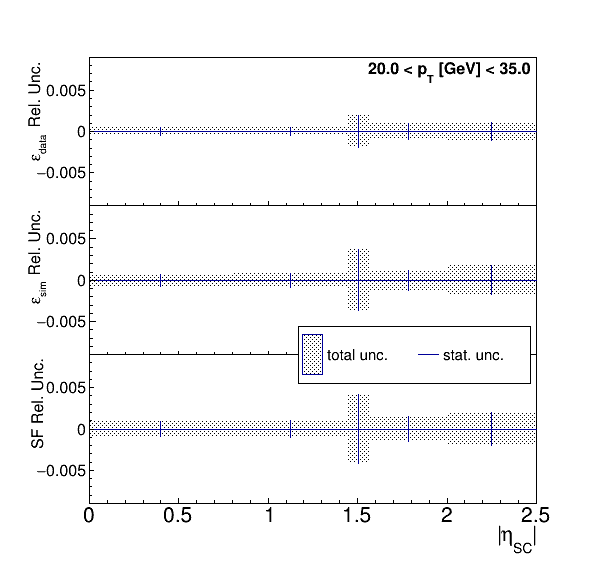 20.0 < p_T [GeV] < 35.0
ε_data Rel. Unc.
0.005
0
−0.005
ε_sim Rel. Unc.
0.005
0
−0.005
total unc. stat. unc.
SF Rel. Unc.
0.005
0
−0.005
0 0.5 1 1.5 2 2.5
|η_SC|